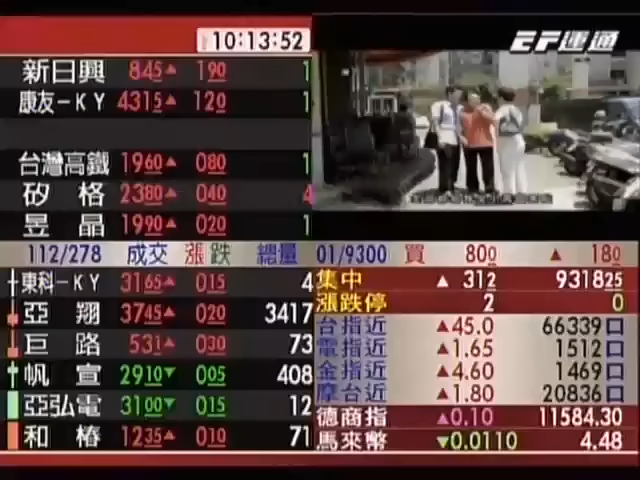 10:13:52
EF運通
新日興 845▲ 190 1
康友-KY 4315▲ 120 1
台灣高鐵 1960▲ 080 1
矽格 2380▲ 040 4
昱晶 1990▲ 020 1
112/278 成交 漲跌 總量
東科-KY 3165▲ 015 4
亞翔 3745▲ 020 3417
巨路 531▲ 030 73
帆宣 2910▼ 005 408
亞弘電 3100▼ 015 12
和椿 1235▲ 010 71
01/9300 買 800 ▲ 180
集中 ▲ 312 931825
漲跌停 2 0
台指近 ▲45.0 66339口
電指近 ▲1.65 1512口
金指近 ▲4.60 1469口
摩台近 ▲1.80 20836口
德商指 ▲0.10 11584.30
馬來幣 ▼0.0110 4.48